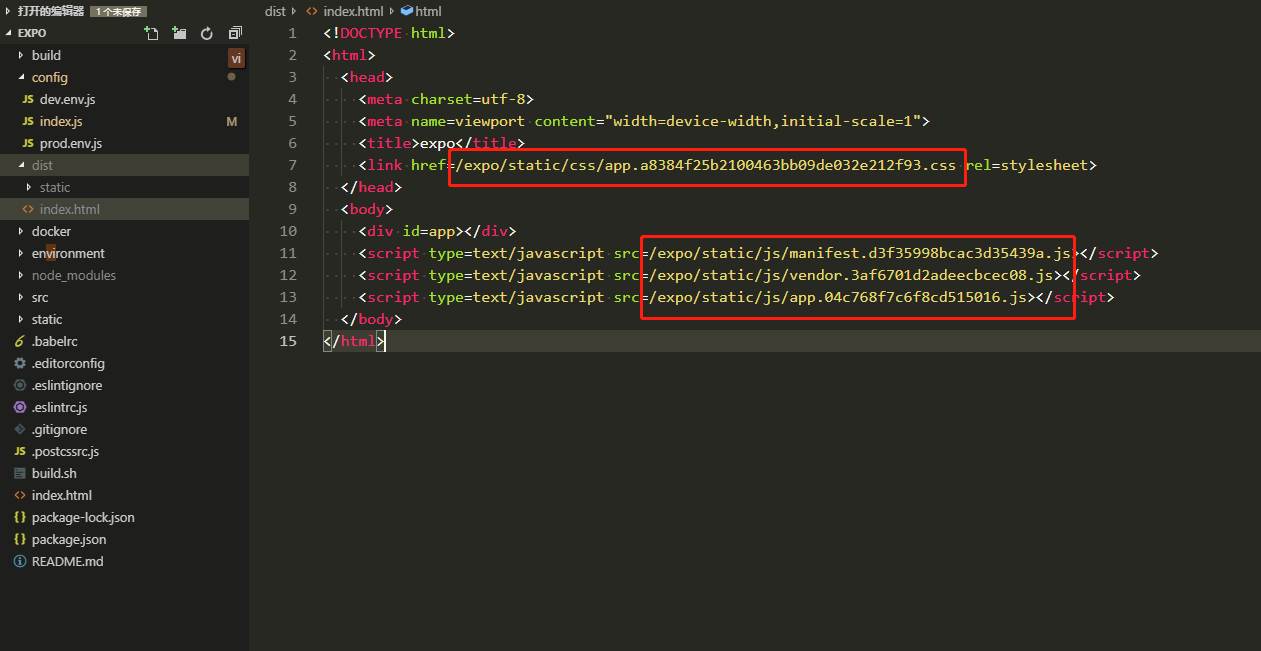 打开的编辑器 1 个未保存
EXPO
build
vi
config
JS dev.env.js
JS index.js M
JS prod.env.js
dist
static
<> index.html
docker
environment
node_modules
src
static
.babelrc
.editorconfig
.eslintignore
.eslintrc.js
.gitignore
JS .postcssrc.js
build.sh
<> index.html
{} package-lock.json
{} package.json
README.md
dist index.html html
1 <!DOCTYPE html>
2 <html>
3 <head>
4 <meta charset=utf-8>
5 <meta name=viewport content="width=device-width,initial-scale=1">
6 <title>expo</title>
7 <link href=/expo/static/css/app.a8384f25b2100463bb09de032e212f93.css rel=stylesheet>
8 </head>
9 <body>
10 <div id=app></div>
11 <script type=text/javascript src=/expo/static/js/manifest.d3f35998bcac3d35439a.js></script>
12 <script type=text/javascript src=/expo/static/js/vendor.3af6701d2adeecbcec08.js></script>
13 <script type=text/javascript src=/expo/static/js/app.04c768f7c6f8cd515016.js></script>
14 </body>
15 </html>